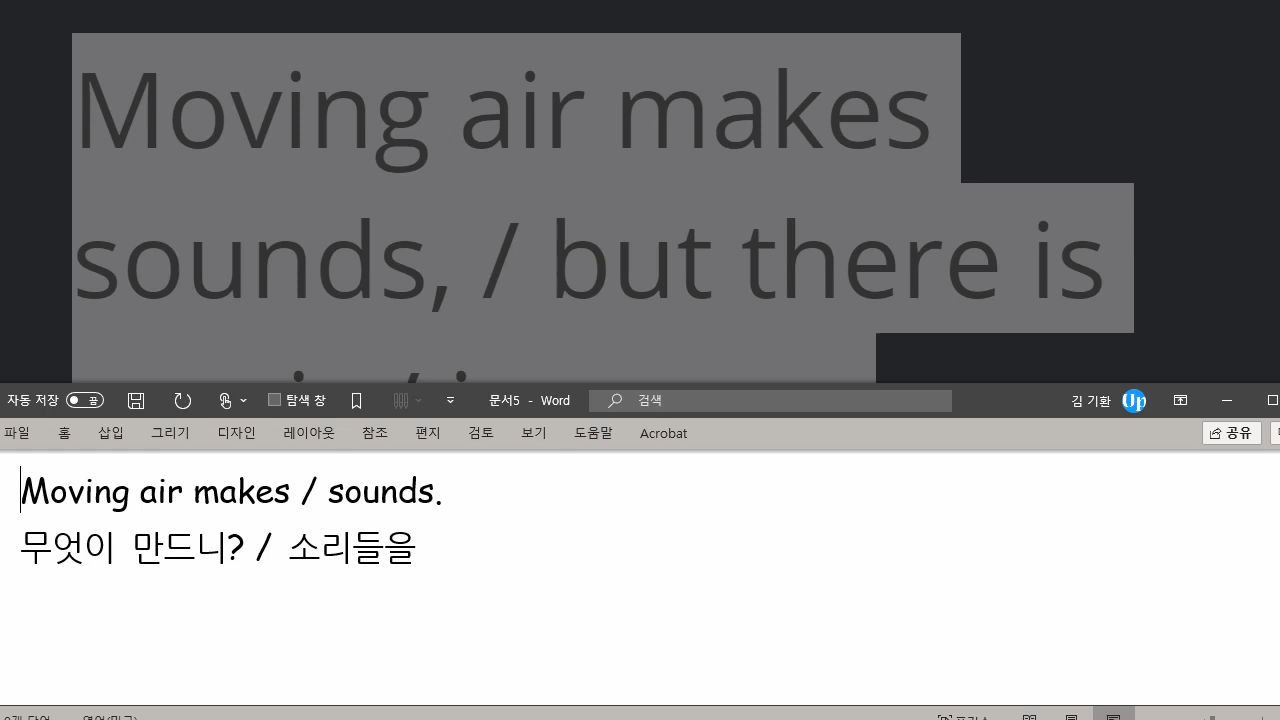 Moving air makes
sounds, / but there is
자동 저장 끔 탐색 창 문서5 - Word 검색 김 기환 Up
파일 홈 삽입 그리기 디자인 레이아웃 참조 편지 검토 보기 도움말 Acrobat 공유
Moving air makes / sounds.
무엇이 만드니? / 소리들을